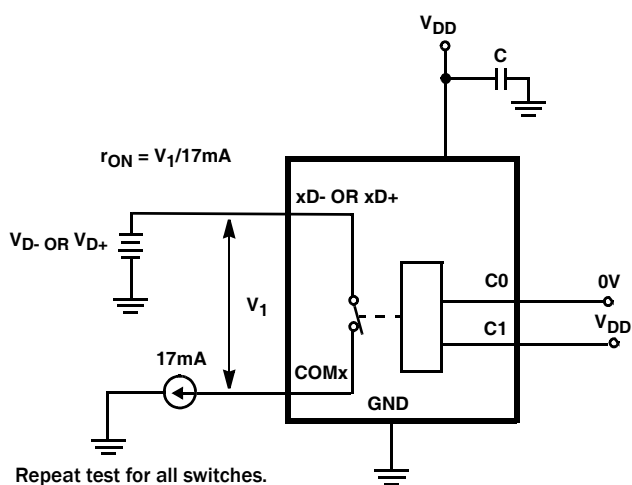 VDD
C
rON = V1/17mA
xD- OR xD+
VD- OR VD+
C0
0V
V1
C1
VDD
17mA
COMx
GND
Repeat test for all switches.